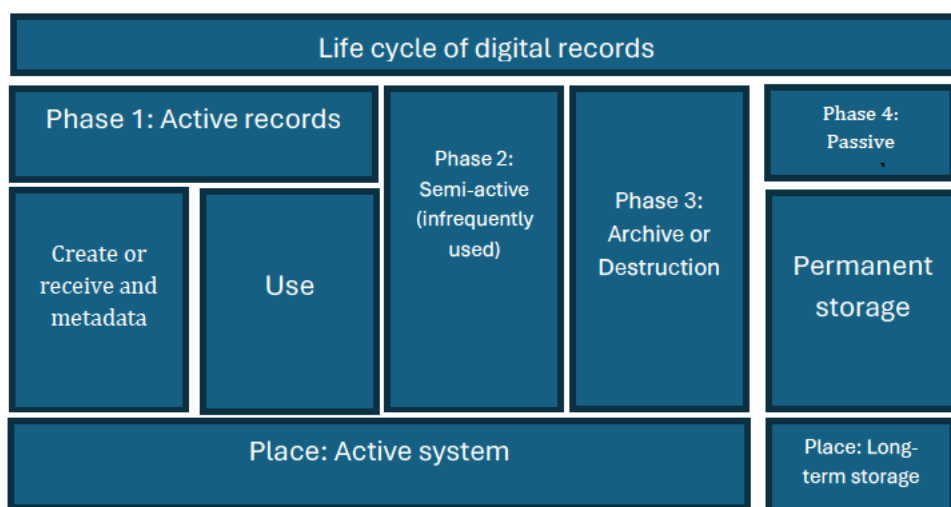 Life cycle of digital records
Phase 1: Active records
Create or
receive and
metadata
Use
Phase 2:
Semi-active
(infrequently
used)
Phase 3:
Archive or
Destruction
Phase 4:
Passive
Permanent
storage
Place: Active system
Place: Long-
term storage